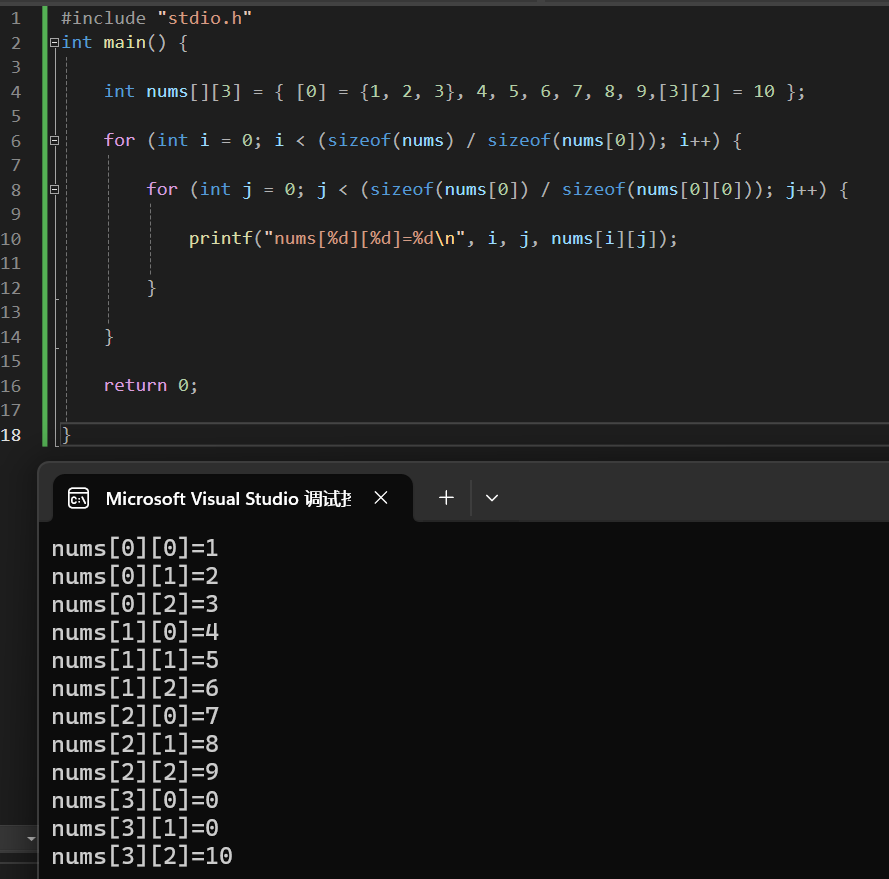 1 #include "stdio.h"
2 int main() {
3
4 int nums[][3] = { [0] = {1, 2, 3}, 4, 5, 6, 7, 8, 9,[3][2] = 10 };
5
6 for (int i = 0; i < (sizeof(nums) / sizeof(nums[0])); i++) {
7
8 for (int j = 0; j < (sizeof(nums[0]) / sizeof(nums[0][0])); j++) {
9
10 printf("nums[%d][%d]=%d\n", i, j, nums[i][j]);
11
12 }
13
14 }
15
16 return 0;
17
18 }
Microsoft Visual Studio 调试
nums[0][0]=1
nums[0][1]=2
nums[0][2]=3
nums[1][0]=4
nums[1][1]=5
nums[1][2]=6
nums[2][0]=7
nums[2][1]=8
nums[2][2]=9
nums[3][0]=0
nums[3][1]=0
nums[3][2]=10